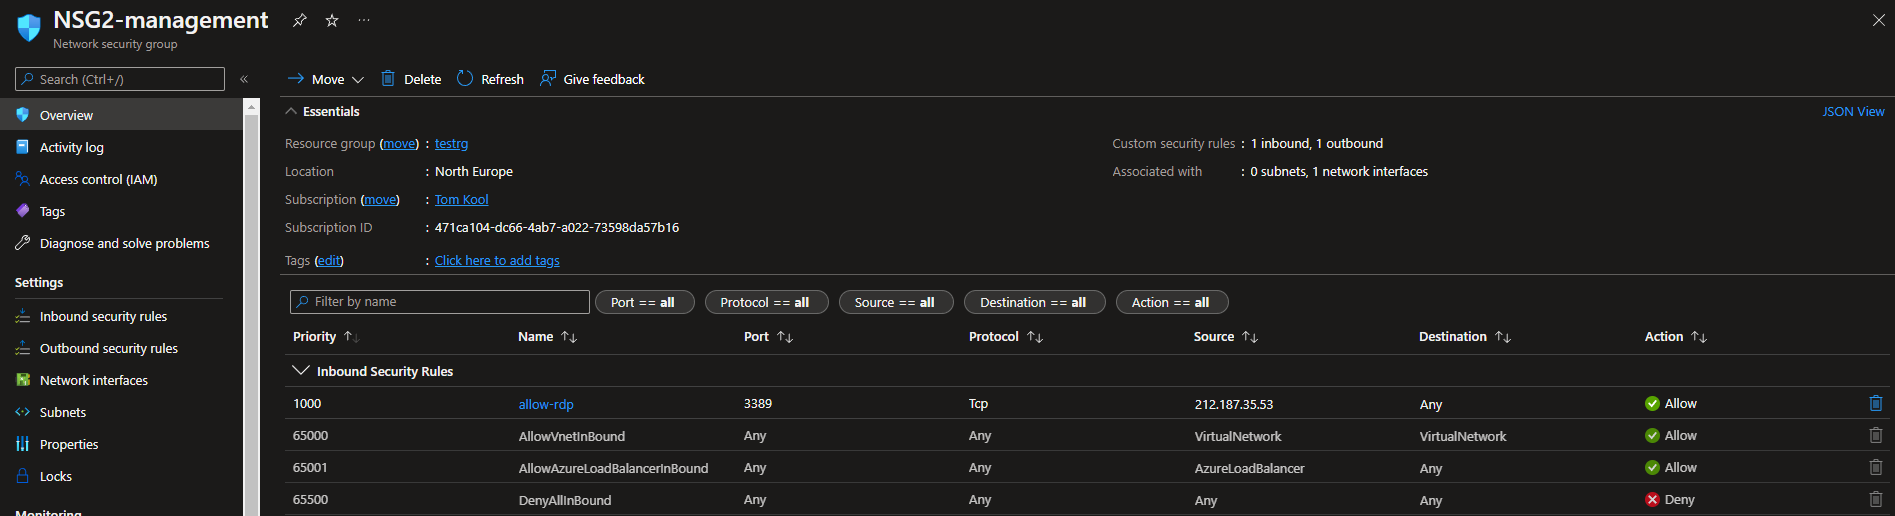 NSG2-management
Network security group
Search (Ctrl+/)
Overview
Activity log
Access control (IAM)
Tags
Diagnose and solve problems
Settings
Inbound security rules
Outbound security rules
Network interfaces
Subnets
Properties
Locks
Monitoring
Move Delete Refresh Give feedback
Essentials JSON View
Resource group (move) : testrg
Location : North Europe
Subscription (move) : Tom Kool
Subscription ID : 471ca104-dc66-4ab7-a022-73598da57b16
Tags (edit) : Click here to add tags
Custom security rules : 1 inbound, 1 outbound
Associated with : 0 subnets, 1 network interfaces
Filter by name Port == all Protocol == all Source == all Destination == all Action == all
Priority Name Port Protocol Source Destination Action
Inbound Security Rules
1000 allow-rdp 3389 Tcp 212.187.35.53 Any Allow
65000 AllowVnetInBound Any Any VirtualNetwork VirtualNetwork Allow
65001 AllowAzureLoadBalancerInBound Any Any AzureLoadBalancer Any Allow
65500 DenyAllInBound Any Any Any Any Deny